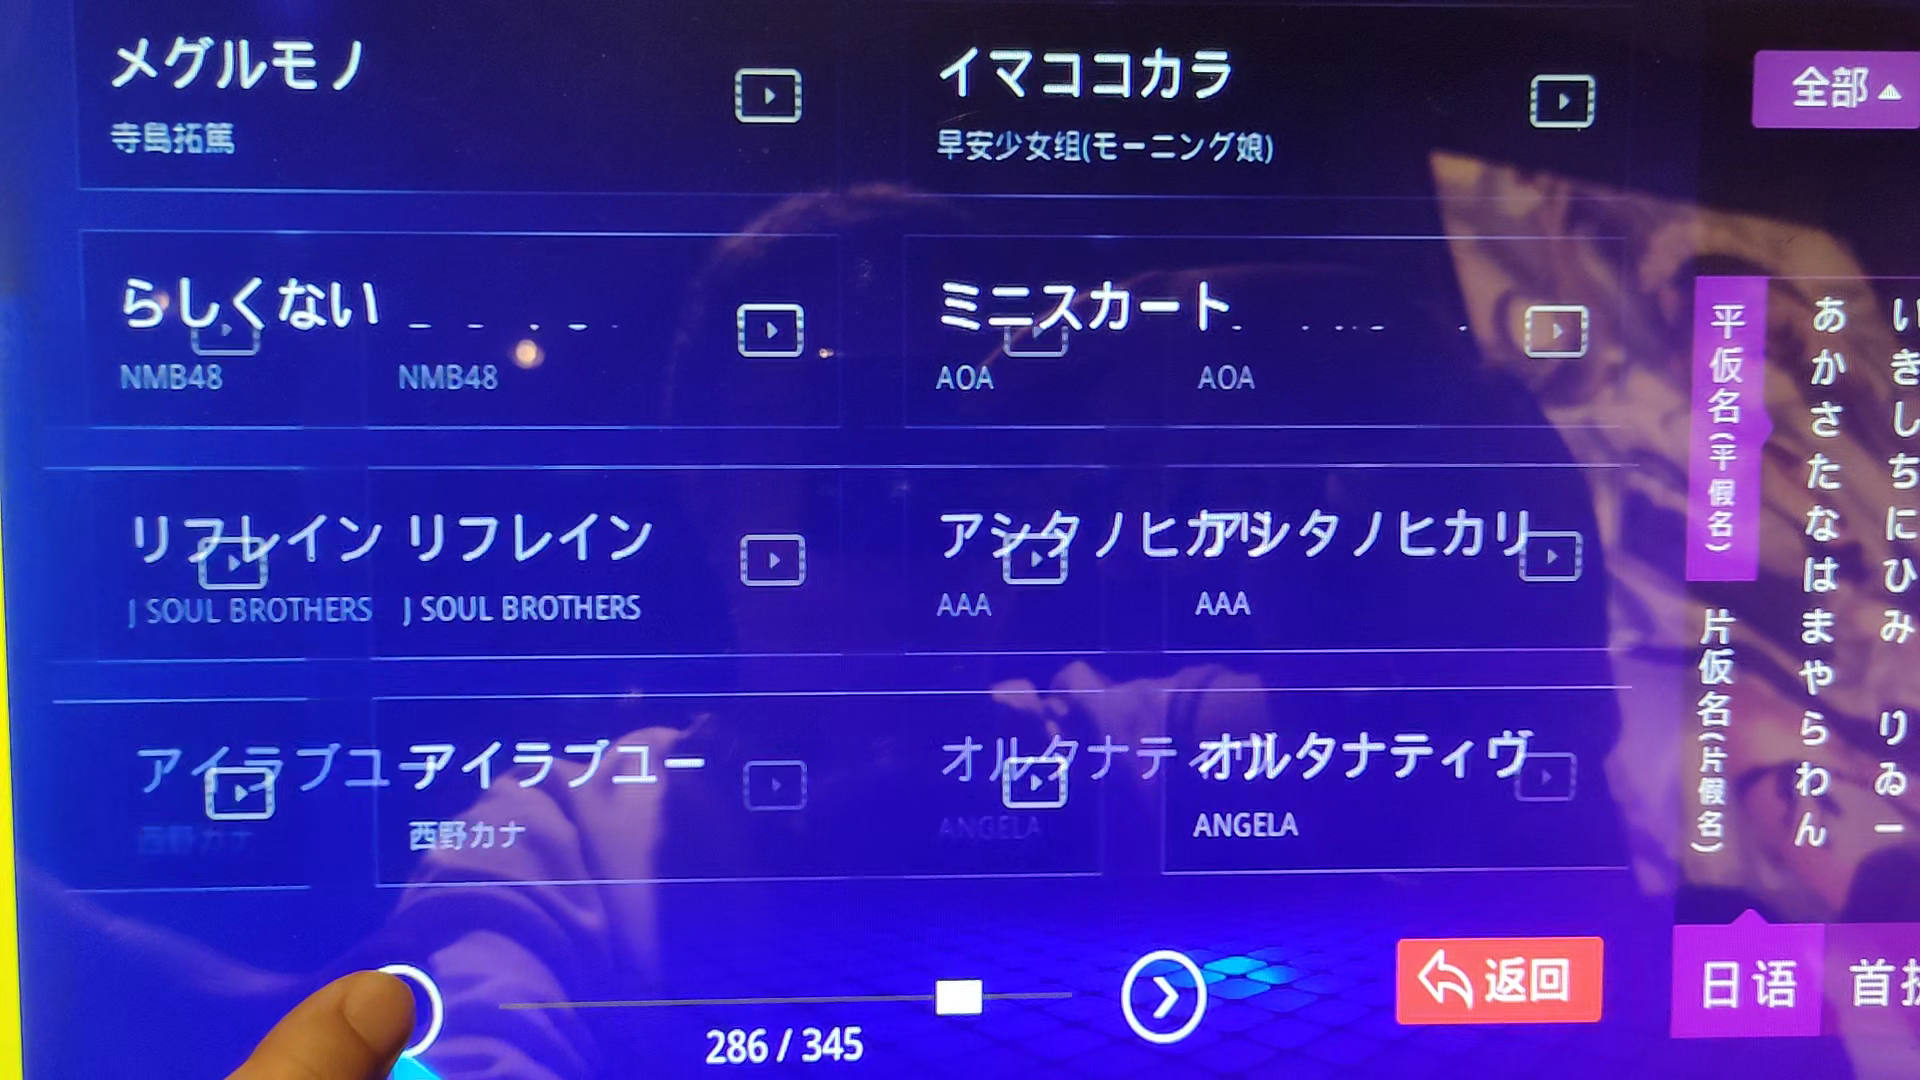 メグルモノ
寺島拓篤
イマココカラ
早安少女组(モーニング娘)
全部
らしくない
NMB48
NMB48
ミニスカート
AOA
AOA
リフレイン
リフレイン
J SOUL BROTHERS
J SOUL BROTHERS
アシタノヒカリ
アシタノヒカリ
AAA
AAA
アイラブユー
アイラブユー
西野カナ
西野カナ
オルタナティヴ
オルタナティヴ
ANGELA
ANGELA
286 / 345
返回
平仮名(平假名)
片仮名(片假名)
あかさたなはまやらわん
いきしちにひみ りゐー
日语
首